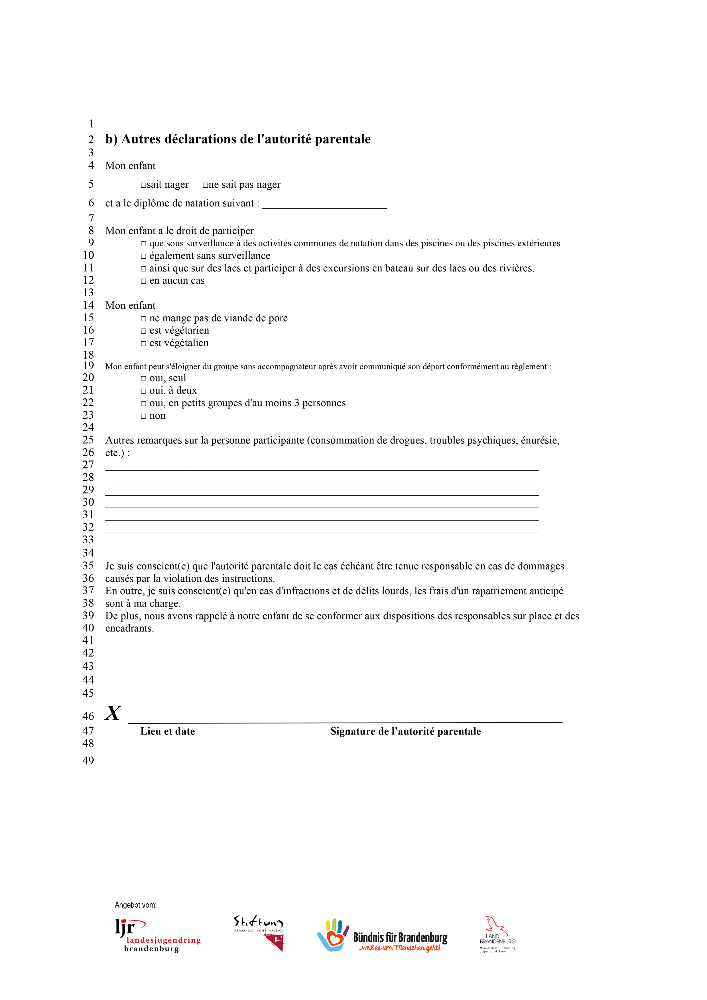 1
2 b) Autres déclarations de l'autorité parentale
3
4 Mon enfant
5 □sait nager □ne sait pas nager
6 et a le diplôme de natation suivant : ______________________
7
8 Mon enfant a le droit de participer
9 □ que sous surveillance à des activités communes de natation dans des piscines ou des piscines extérieures
10 □ également sans surveillance
11 □ ainsi que sur des lacs et participer à des excursions en bateau sur des lacs ou des rivières.
12 □ en aucun cas
13
14 Mon enfant
15 □ ne mange pas de viande de porc
16 □ est végétarien
17 □ est végétalien
18
19 Mon enfant peut s'éloigner du groupe sans accompagnateur après avoir communiqué son départ conformément au règlement :
20 □ oui, seul
21 □ oui, à deux
22 □ oui, en petits groupes d'au moins 3 personnes
23 □ non
24
25 Autres remarques sur la personne participante (consommation de drogues, troubles psychiques, énurésie,
26 etc.) :
27
28
29
30
31
32
33
34
35 Je suis conscient(e) que l'autorité parentale doit le cas échéant être tenue responsable en cas de dommages
36 causés par la violation des instructions.
37 En outre, je suis conscient(e) qu'en cas d'infractions et de délits lourds, les frais d'un rapatriement anticipé
38 sont à ma charge.
39 De plus, nous avons rappelé à notre enfant de se conformer aux dispositions des responsables sur place et des
40 encadrants.
41
42
43
44
45
46 X
47 Lieu et date Signature de l'autorité parentale
48
49
Angebot vom:
ljr
landesjugendring
brandenburg
Stiftung
DEMOKRATISCHE JUGEND
Bündnis für Brandenburg
...weil es um Menschen geht!
LAND
BRANDENBURG
Ministerium für Bildung,
Jugend und Sport